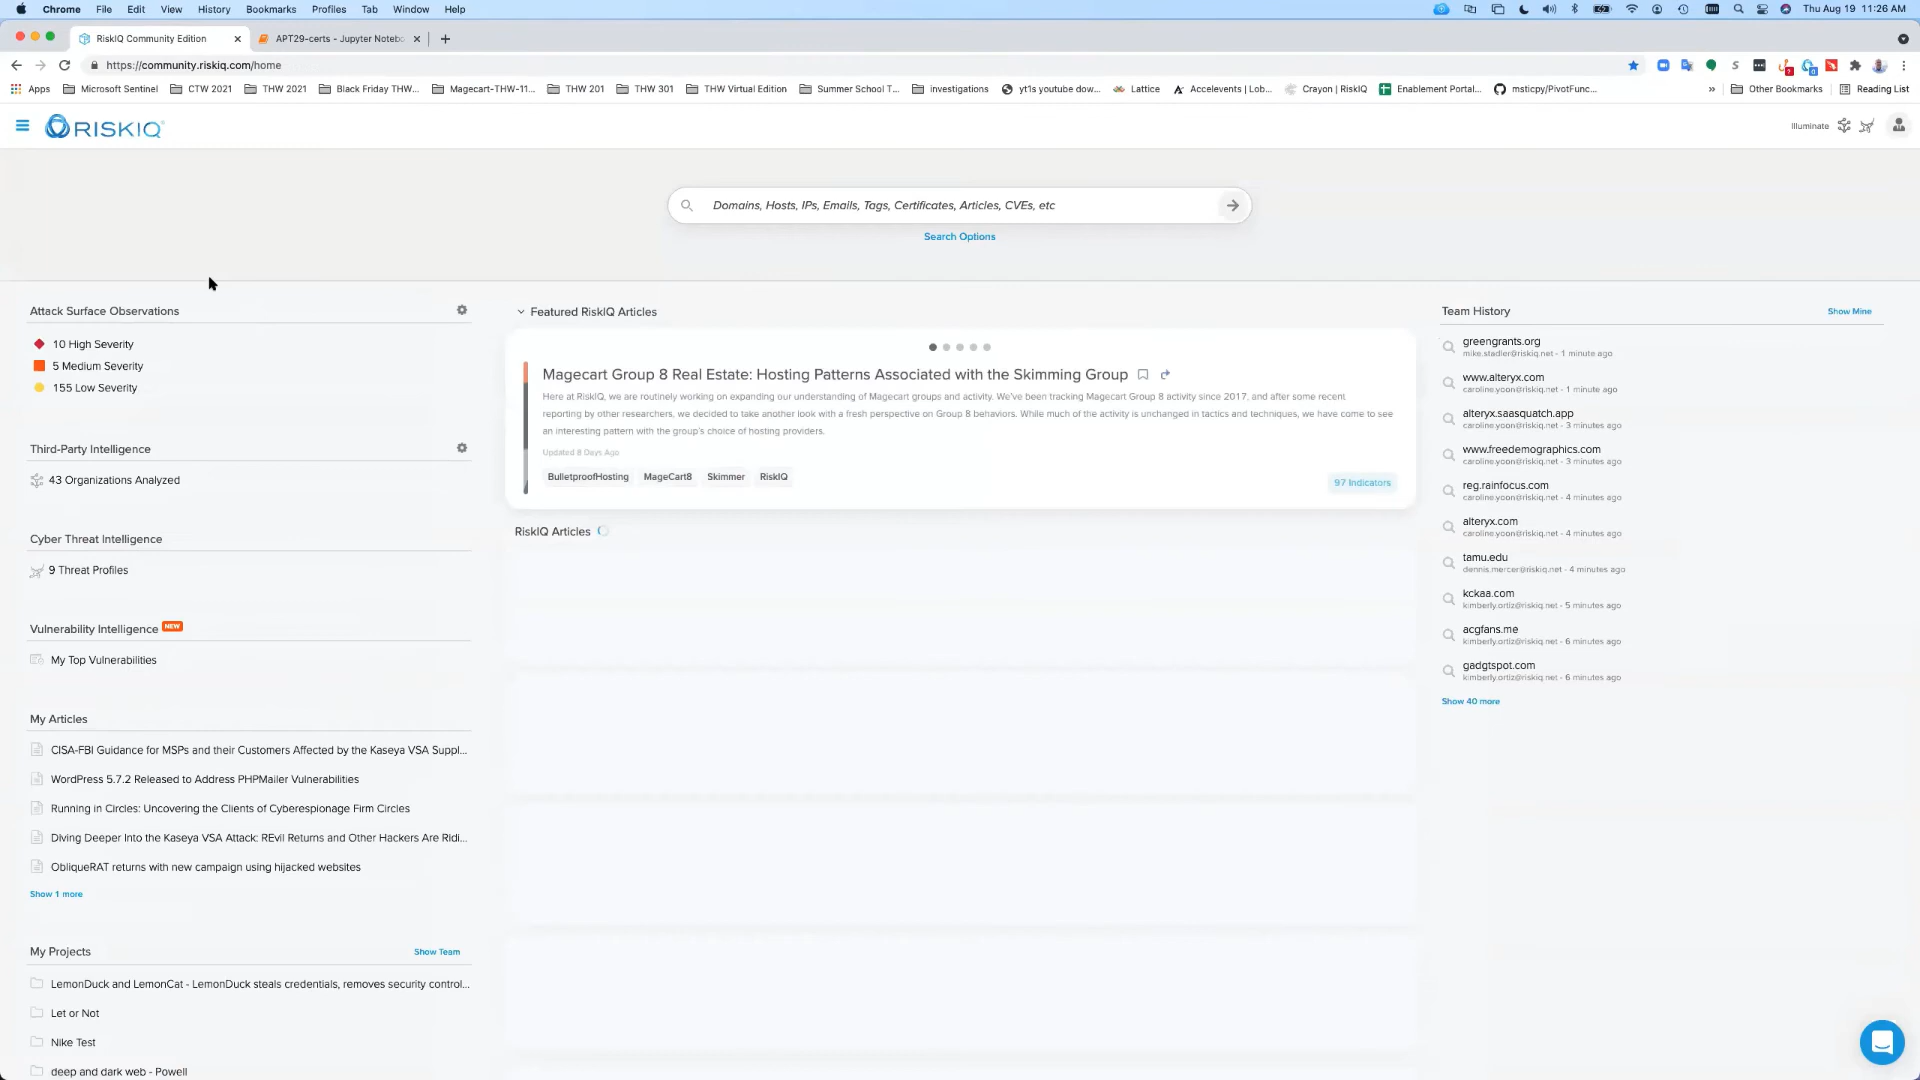 Chrome File Edit View History Bookmarks Profiles Tab Window Help Thu Aug 19 11:26 AM
RiskIQ Community Edition APT29-certs - Jupyter Notebo
https://community.riskiq.com/home
Apps Microsoft Sentinel CTW 2021 THW 2021 Black Friday THW... Magecart-THW-11... THW 201 THW 301 THW Virtual Edition Summer School T... Investigations yt1s youtube dow... Lattice Accelevents | Lob... Crayon | RiskIQ Enablement Portal... msticpy/PivotFunc... » Other Bookmarks Reading List
RISKIQ Illuminate
Domains, Hosts, IPs, Emails, Tags, Certificates, Articles, CVEs, etc
Search Options
Attack Surface Observations
10 High Severity
5 Medium Severity
155 Low Severity
Third-Party Intelligence
43 Organizations Analyzed
Cyber Threat Intelligence
9 Threat Profiles
Vulnerability Intelligence NEW
My Top Vulnerabilities
My Articles
CISA-FBI Guidance for MSPs and their Customers Affected by the Kaseya VSA Suppl...
WordPress 5.7.2 Released to Address PHPMailer Vulnerabilities
Running in Circles: Uncovering the Clients of Cyberespionage Firm Circles
Diving Deeper Into the Kaseya VSA Attack: REvil Returns and Other Hackers Are Ridi...
ObliqueRAT returns with new campaign using hijacked websites
Show 1 more
My Projects Show Team
LemonDuck and LemonCat - LemonDuck steals credentials, removes security control...
Let or Not
Nike Test
deep and dark web - Powell
Featured RiskIQ Articles
Magecart Group 8 Real Estate: Hosting Patterns Associated with the Skimming Group
Here at RiskIQ, we are routinely working on expanding our understanding of Magecart groups and activity. We've been tracking Magecart Group 8 activity since 2017, and after some recent
reporting by other researchers, we decided to take another look with a fresh perspective on Group 8 behaviors. While much of the activity is unchanged in tactics and techniques, we have come to see
an interesting pattern with the group's choice of hosting providers.
Updated 8 Days Ago
BulletproofHosting MageCart8 Skimmer RiskIQ
97 Indicators
RiskIQ Articles
Team History Show Mine
greengrants.org
mike.stadler@riskiq.net - 1 minute ago
www.alteryx.com
caroline.yoon@riskiq.net - 1 minute ago
alteryx.saasquatch.app
caroline.yoon@riskiq.net - 3 minutes ago
www.freedemographics.com
caroline.yoon@riskiq.net - 3 minutes ago
reg.rainfocus.com
caroline.yoon@riskiq.net - 4 minutes ago
alteryx.com
caroline.yoon@riskiq.net - 4 minutes ago
tamu.edu
dennis.mercer@riskiq.net - 4 minutes ago
kckaa.com
kimberly.ortiz@riskiq.net - 5 minutes ago
acgfans.me
kimberly.ortiz@riskiq.net - 6 minutes ago
gadgtspot.com
kimberly.ortiz@riskiq.net - 6 minutes ago
Show 40 more